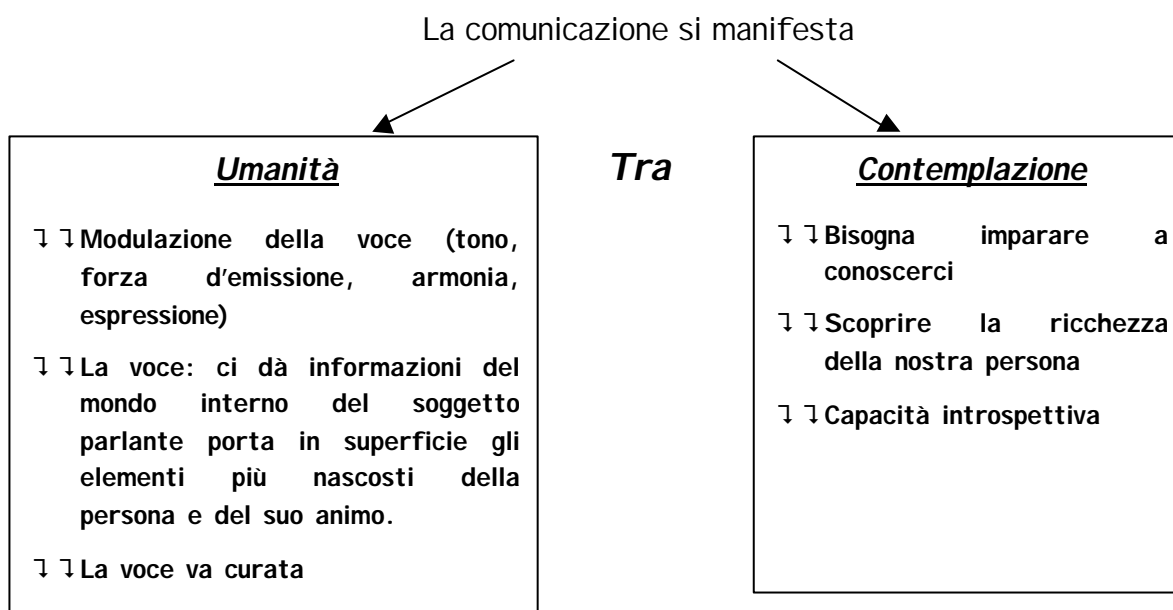 La comunicazione si manifesta
Umanità
Modulazione della voce (tono,
forza d'emissione, armonia,
espressione)
La voce: ci dà informazioni del
mondo interno del soggetto
parlante porta in superficie gli
elementi più nascosti della
persona e del suo animo.
La voce va curata
Tra
Contemplazione
Bisogna imparare a
conoscerci
Scoprire la ricchezza
della nostra persona
Capacità introspettiva